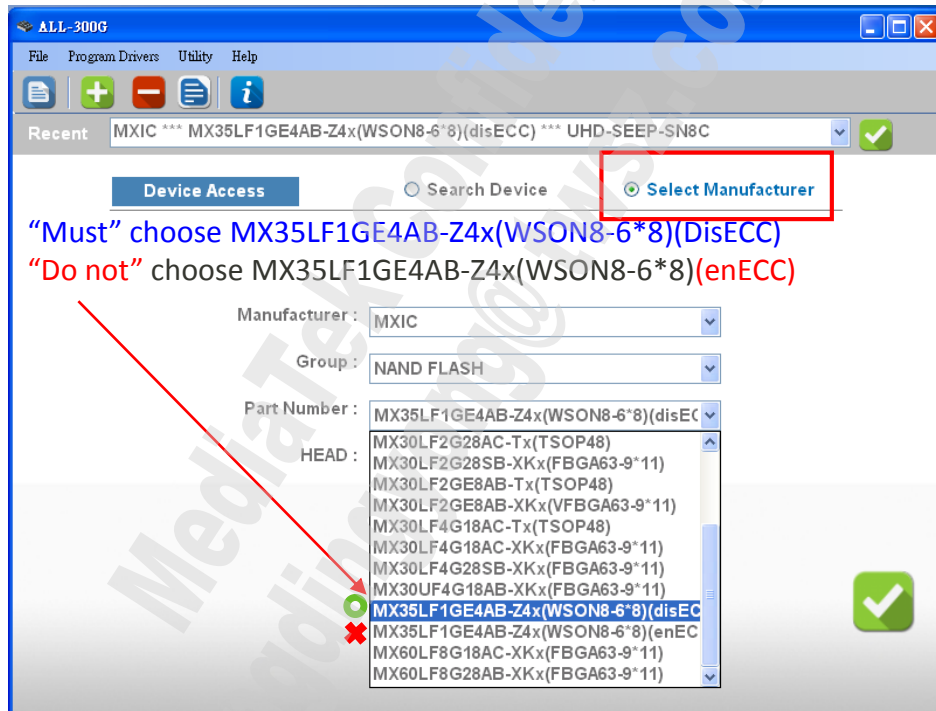 ALL-300G
File Program Drivers Utility Help
Recent MXIC *** MX35LF1GE4AB-Z4x(WSON8-6*8)(disECC) *** UHD-SEEP-SN8C
Device Access Search Device Select Manufacturer
“Must” choose MX35LF1GE4AB-Z4x(WSON8-6*8)(DisECC)
“Do not” choose MX35LF1GE4AB-Z4x(WSON8-6*8)(enECC)
Manufacturer : MXIC
Group : NAND FLASH
Part Number : MX35LF1GE4AB-Z4x(WSON8-6*8)(disEC
HEAD :
MX30LF2G28AC-Tx(TSOP48)
MX30LF2G28SB-XKx(FBGA63-9*11)
MX30LF2GE8AB-Tx(TSOP48)
MX30LF2GE8AB-XKx(VFBGA63-9*11)
MX30LF4G18AC-Tx(TSOP48)
MX30LF4G18AC-XKx(FBGA63-9*11)
MX30LF4G28SB-XKx(FBGA63-9*11)
MX30UF4G18AB-XKx(FBGA63-9*11)
MX35LF1GE4AB-Z4x(WSON8-6*8)(disEC
MX35LF1GE4AB-Z4x(WSON8-6*8)(enEC
MX60LF8G18AC-XKx(FBGA63-9*11)
MX60LF8G28AB-XKx(FBGA63-9*11)
MediaTek